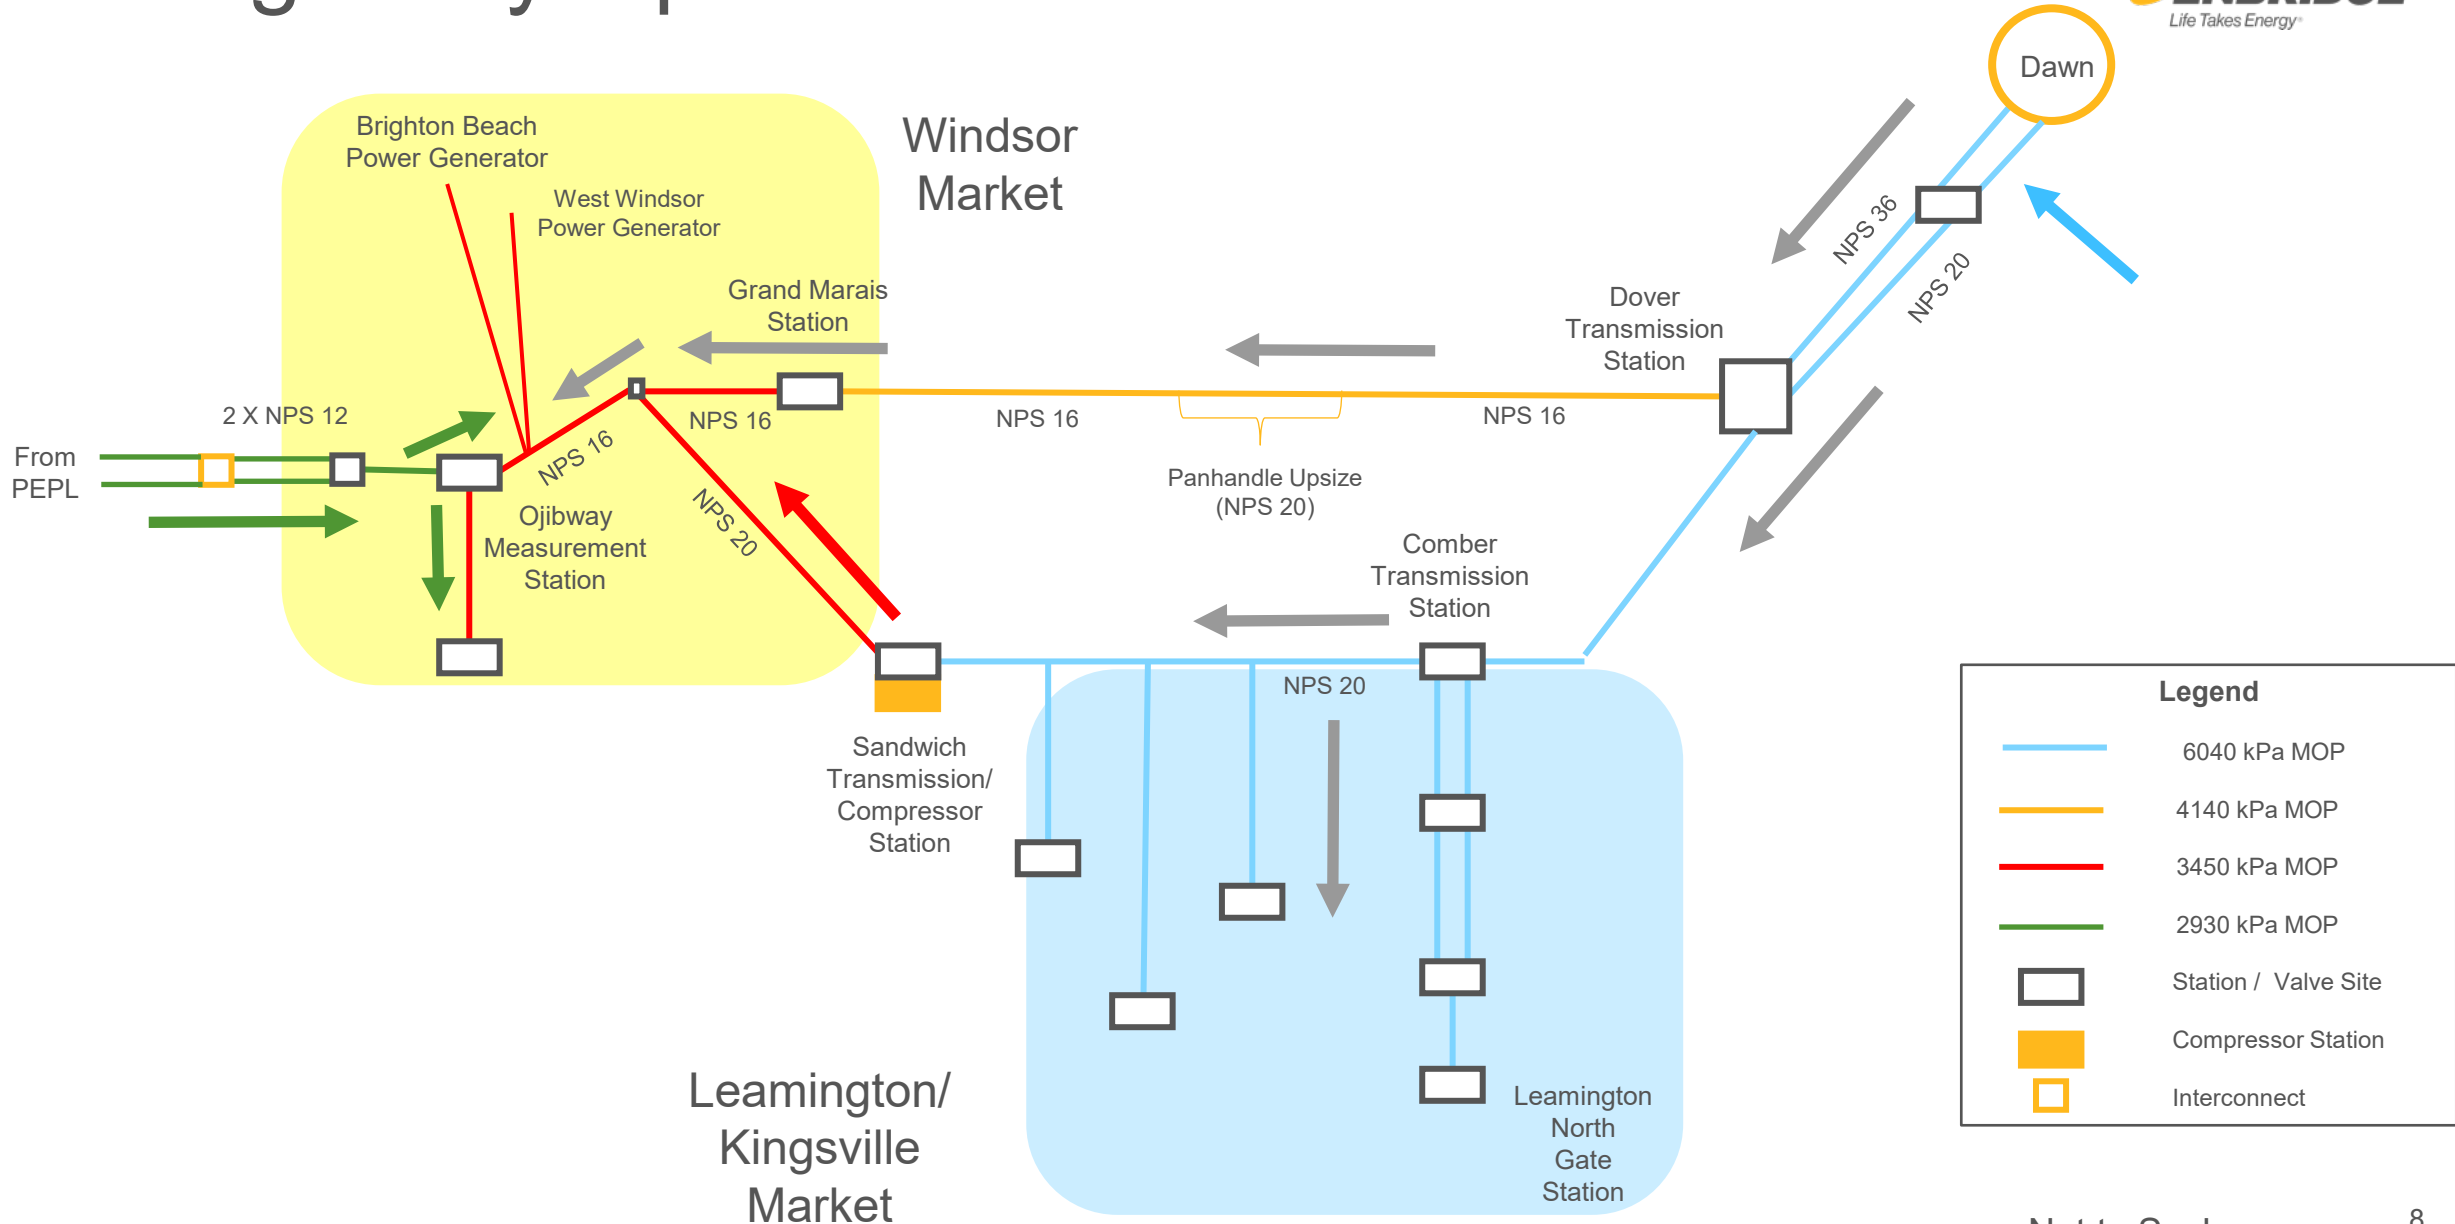 Life Takes Energy
Dawn
Brighton Beach
Power Generator
West Windsor
Power Generator
Windsor
Market
Grand Marais
Station
Dover
Transmission
Station
NPS 36
NPS 20
2 X NPS 12
From
PEPL
NPS 16
NPS 16
NPS 16
NPS 16
Panhandle Upsize
(NPS 20)
NPS 20
Ojibway
Measurement
Station
Comber
Transmission
Station
NPS 20
Sandwich
Transmission/
Compressor
Station
Leamington/
Kingsville
Market
Leamington
North
Gate
Station
Legend
6040 kPa MOP
4140 kPa MOP
3450 kPa MOP
2930 kPa MOP
Station / Valve Site
Compressor Station
Interconnect
8